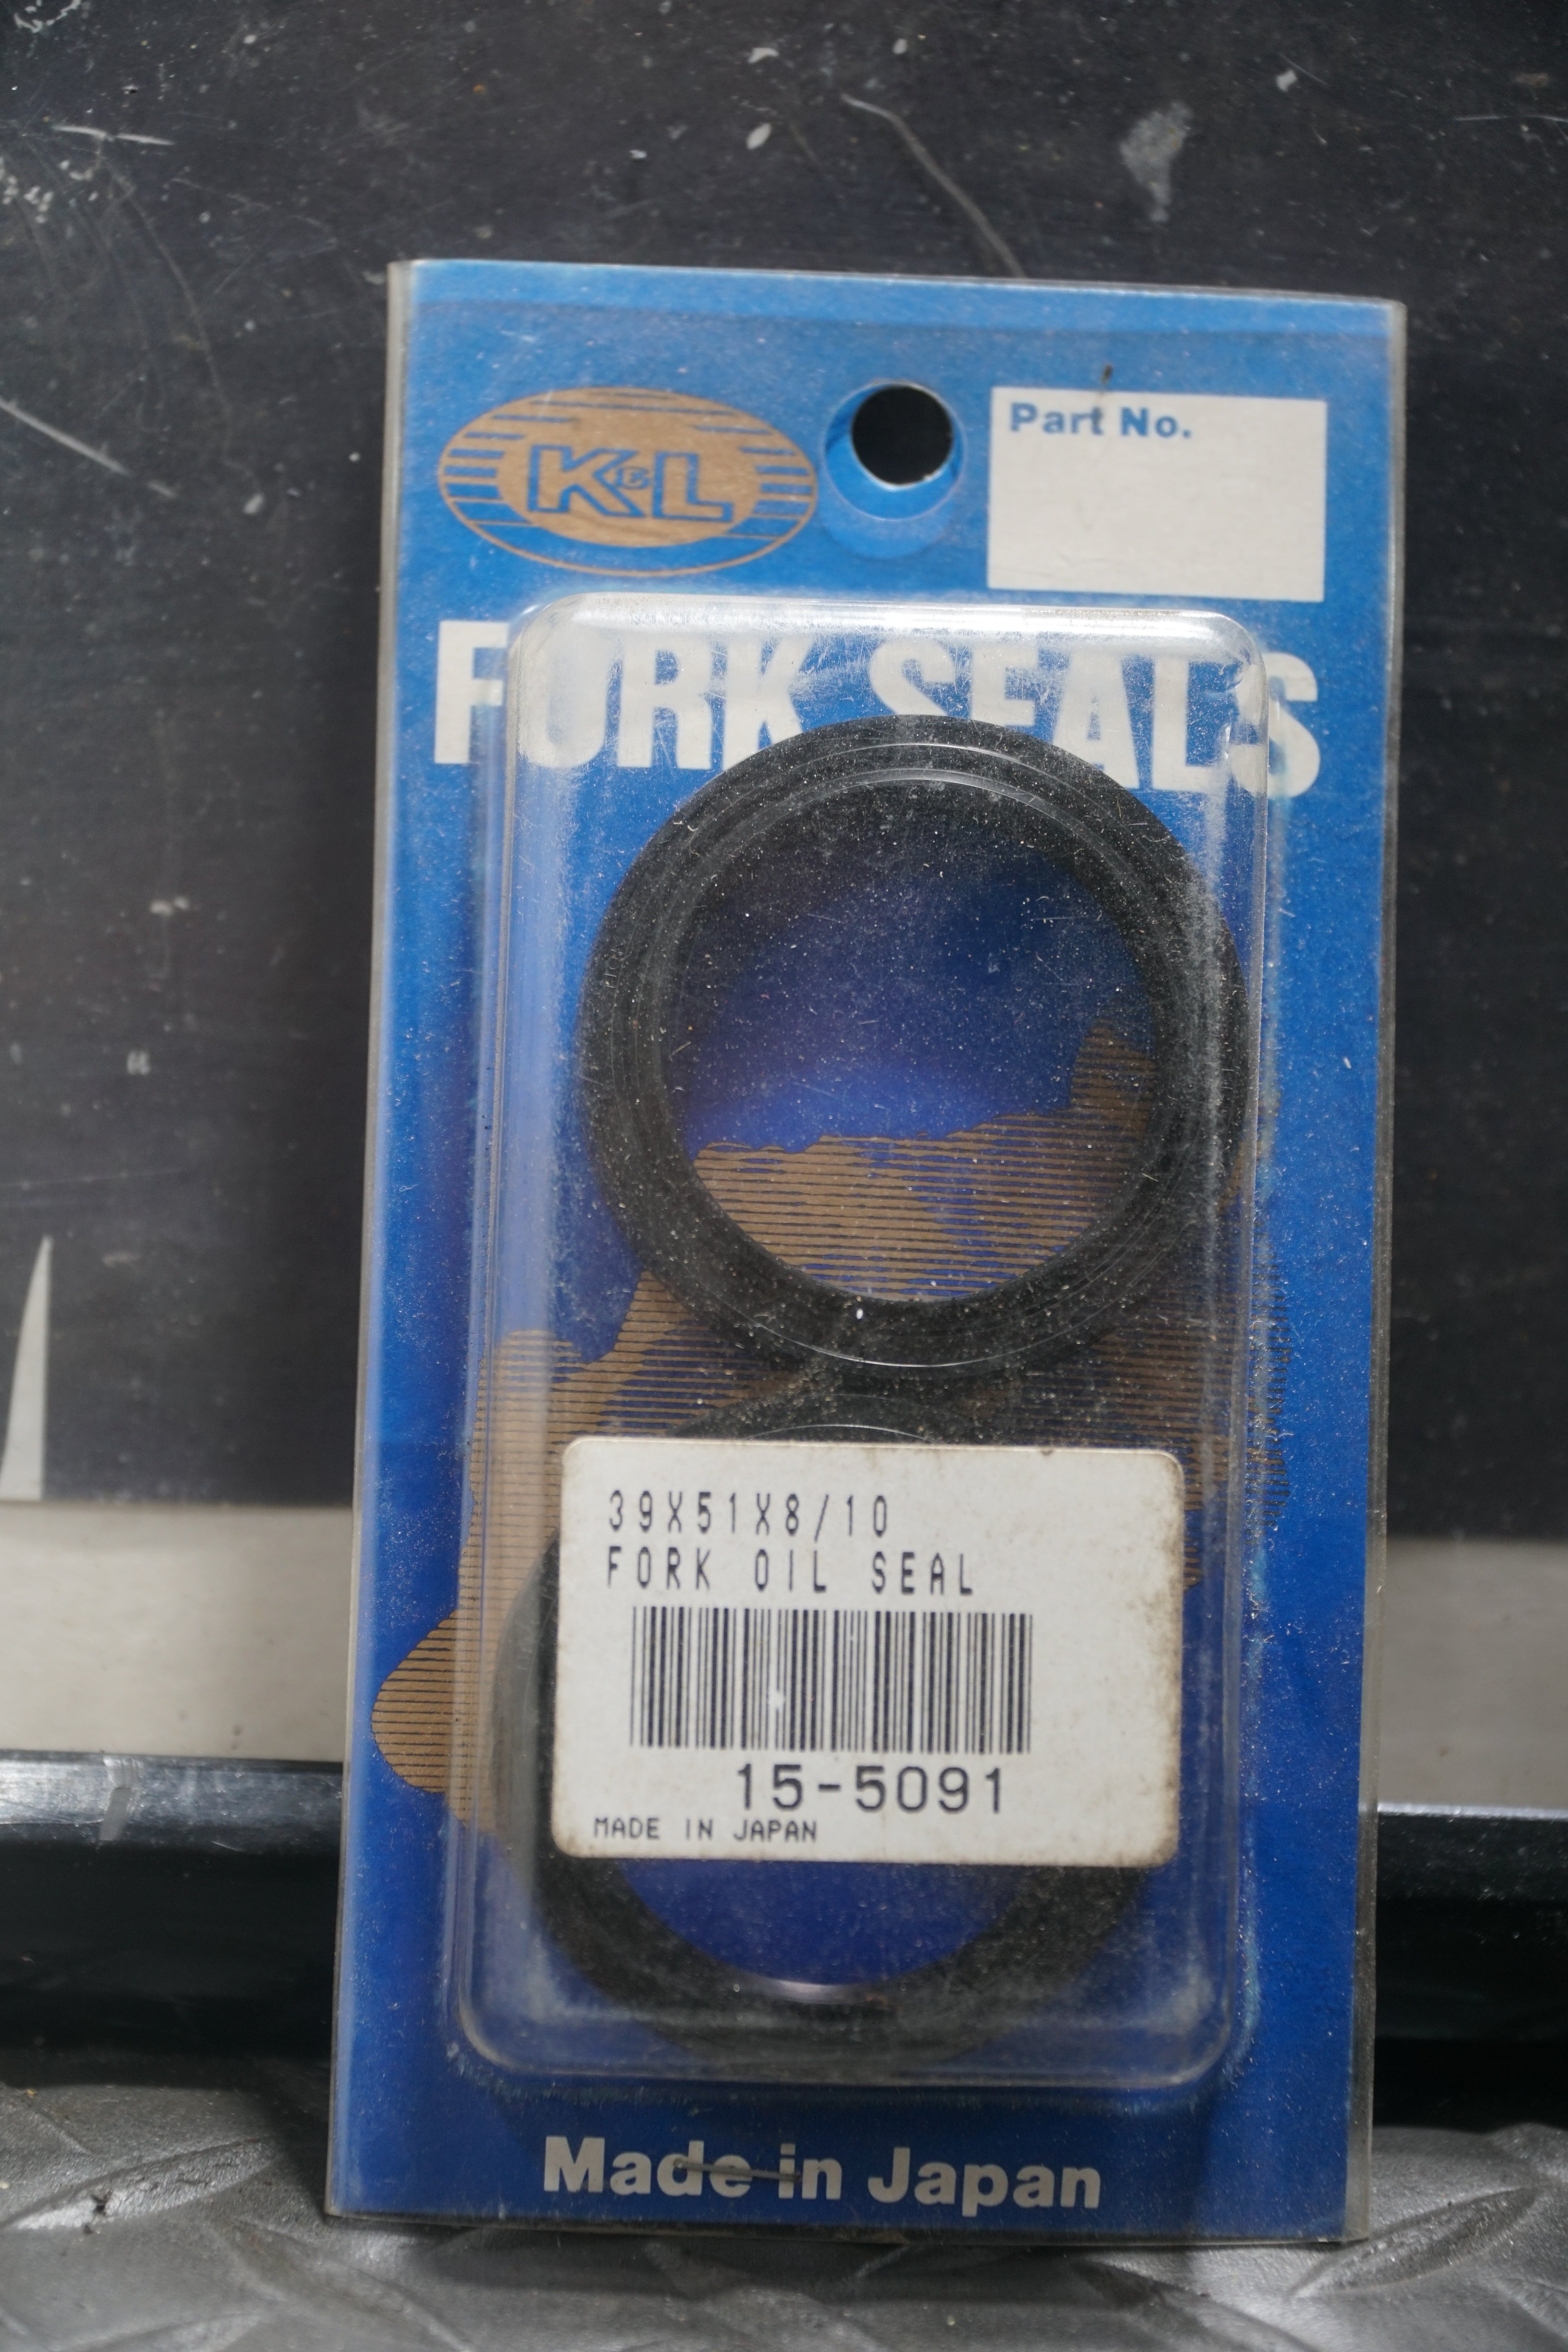 K&L
Part No.
FORK SEALS
39X51X8/10
FORK OIL SEAL
15-5091
MADE IN JAPAN
Made in Japan